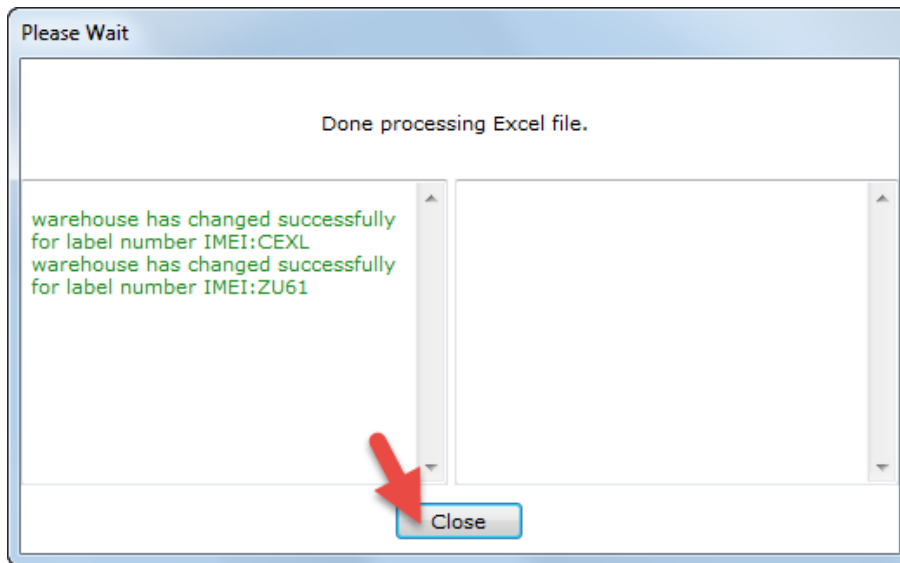 Please Wait
Done processing Excel file.
warehouse has changed successfully
for label number IMEI:CEXL
warehouse has changed successfully
for label number IMEI:ZU61
Close